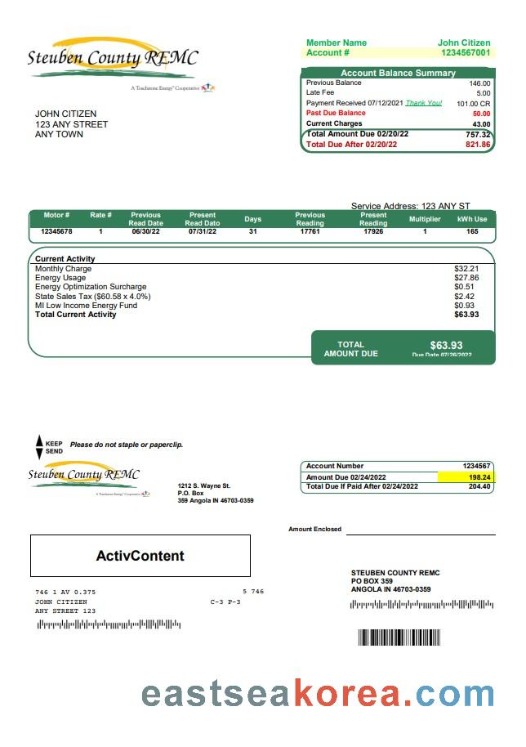 Steuben County REMC
A Touchstone Energy® Cooperative
Member Name John Citizen
Account # 1234567001
Account Balance Summary
Previous Balance 146.00
Late Fee 5.00
Payment Received 07/12/2021 Thank You! 101.00 CR
Past Due Balance 50.00
Current Charges 43.00
Total Amount Due 02/20/22 757.32
Total Due After 02/20/22 821.86
JOHN CITIZEN
123 ANY STREET
ANY TOWN
Service Address: 123 ANY ST
Motor # Rate # Previous Read Date Present Read Dato Days Previous Reading Present Reading Multiplier kWh Use
12345678 1 06/30/22 07/31/22 31 17761 17926 1 165
Current Activity
Monthly Charge $32.21
Energy Usage $27.86
Energy Optimization Surcharge $0.51
State Sales Tax ($60.58 x 4.0%) $2.42
MI Low Income Energy Fund $0.93
Total Current Activity $63.93
TOTAL AMOUNT DUE $63.93
Due Date 02/26/2022
KEEP
SEND
Please do not staple or paperclip.
Steuben County REMC
1212 S. Wayne St.
P.O. Box
359 Angola IN 46703-0359
Account Number 1234567
Amount Due 02/24/2022 198.24
Total Due if Paid After 02/24/2022 204.40
Amount Enclosed
ActivContent
746 1 AV 0.375 5 746
JOHN CITIZEN C-3 P-3
ANY STREET 123
STEUBEN COUNTY REMC
PO BOX 359
ANGOLA IN 46703-0359
eastseakorea.com